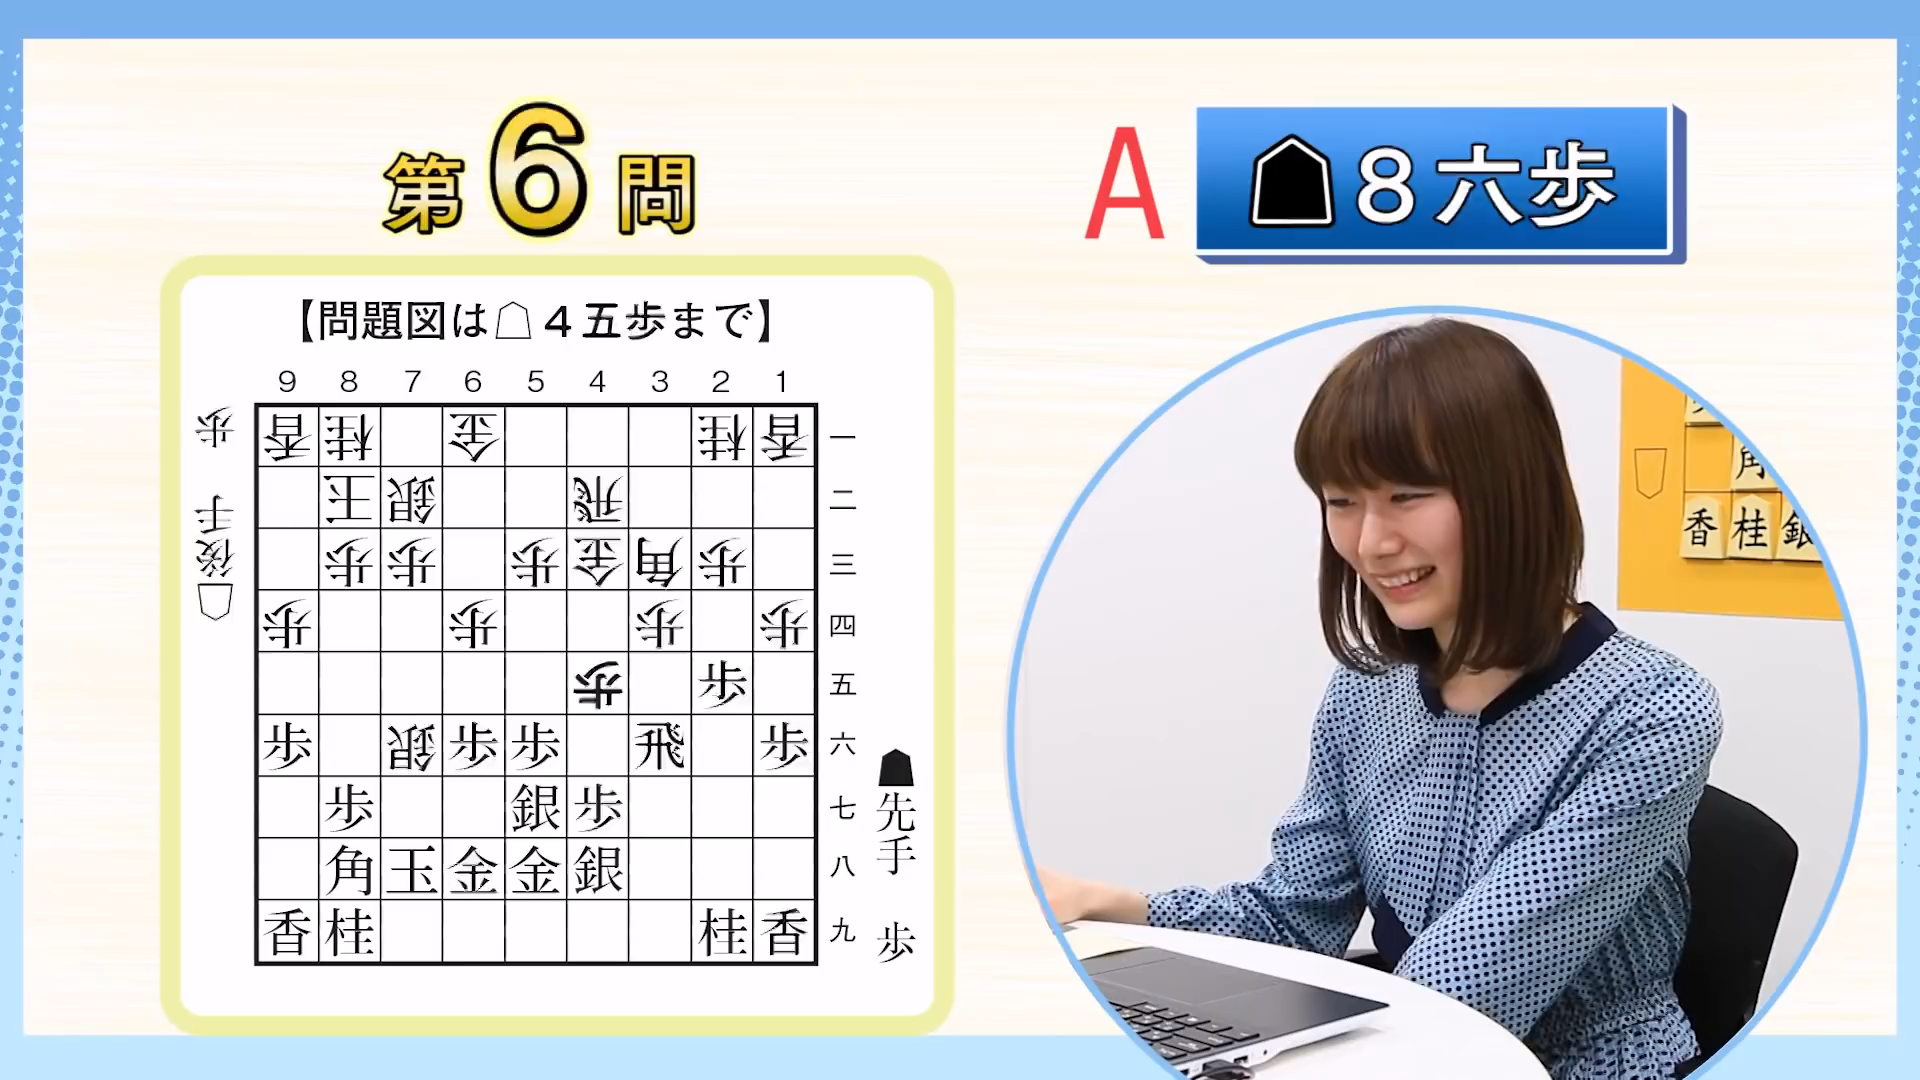 第6問
A ☗8六歩
【問題図は☖4五歩まで】
9 8 7 6 5 4 3 2 1
香 桂 金 桂 香 一
王 銀 飛 二
歩 歩 歩 金 角 歩 三
歩 歩 歩 歩 四
歩 歩 五
歩 銀 歩 歩 飛 歩 六
歩 銀 歩 七
角 玉 金 金 銀 八
香 桂 桂 香 九
☖後手 歩
☗先手 歩
角
香 桂 銀